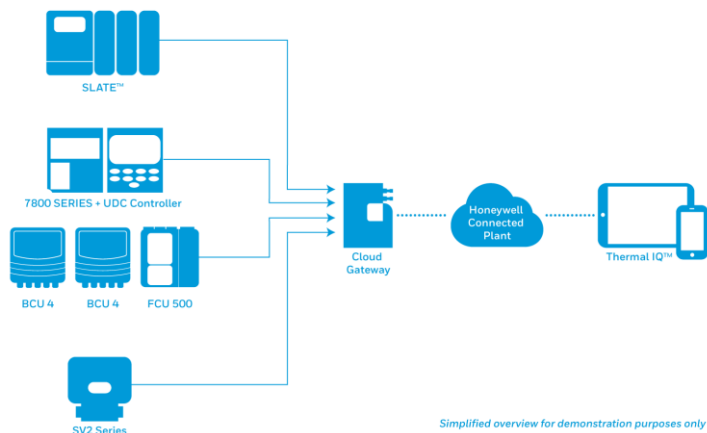 SLATE™
7800 SERIES + UDC Controller
BCU 4
BCU 4
FCU 500
SV2 Series
Cloud
Gateway
Honeywell
Connected
Plant
Thermal IQ™
Simplified overview for demonstration purposes only